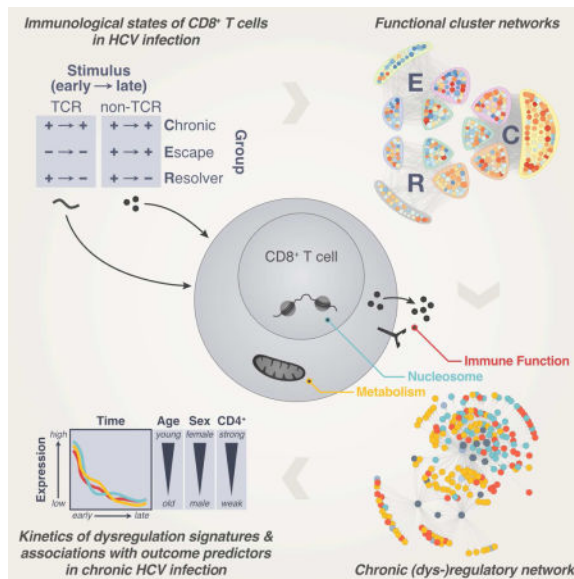 Immunological states of CD8⁺ T cells
in HCV infection
Stimulus
(early → late)
TCR non-TCR
+ → + + → + Chronic
− → − + → + Escape
+ → − + → − Resolver
Group
Functional cluster networks
E
C
R
CD8⁺ T cell
Immune Function
Nucleosome
Metabolism
Time Age Sex CD4⁺
high young female strong
Expression
low old male weak
early → late
Kinetics of dysregulation signatures &
associations with outcome predictors
in chronic HCV infection
Chronic (dys-)regulatory network